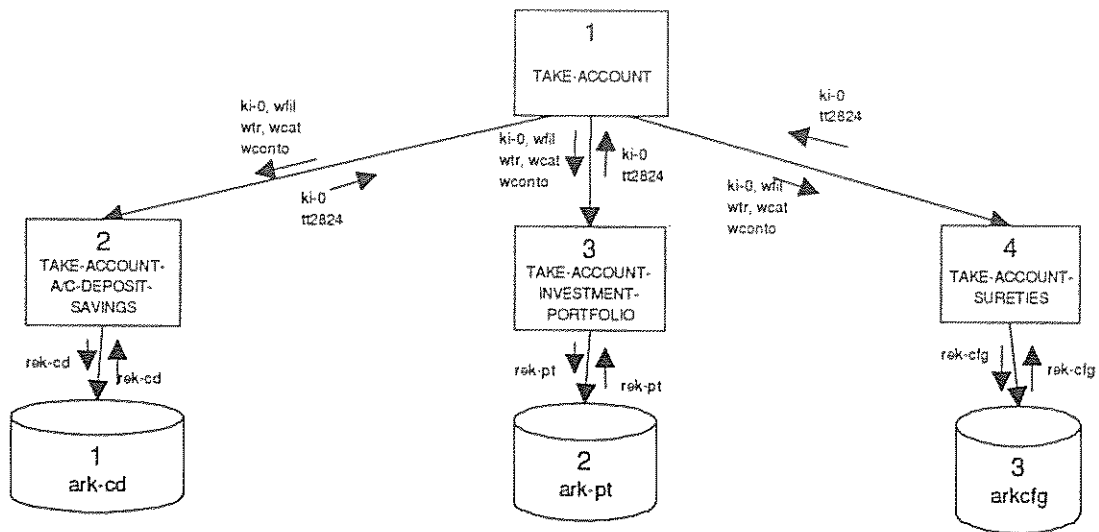 1
TAKE-ACCOUNT
ki-0, wfil
wtr, wcat
wconto
ki-0
tt2824
ki-0, wfil
wtr, wcat
wconto
ki-0
tt2824
ki-0
tt2824
ki-0, wfil
wtr, wcat
wconto
2
TAKE-ACCOUNT-
A/C-DEPOSIT-
SAVINGS
3
TAKE-ACCOUNT-
INVESTMENT-
PORTFOLIO
4
TAKE-ACCOUNT-
SURETIES
rek-cd
rek-cd
rek-pt
rek-pt
rek-cfg
rek-cfg
1
ark-cd
2
ark-pt
3
arkcfg